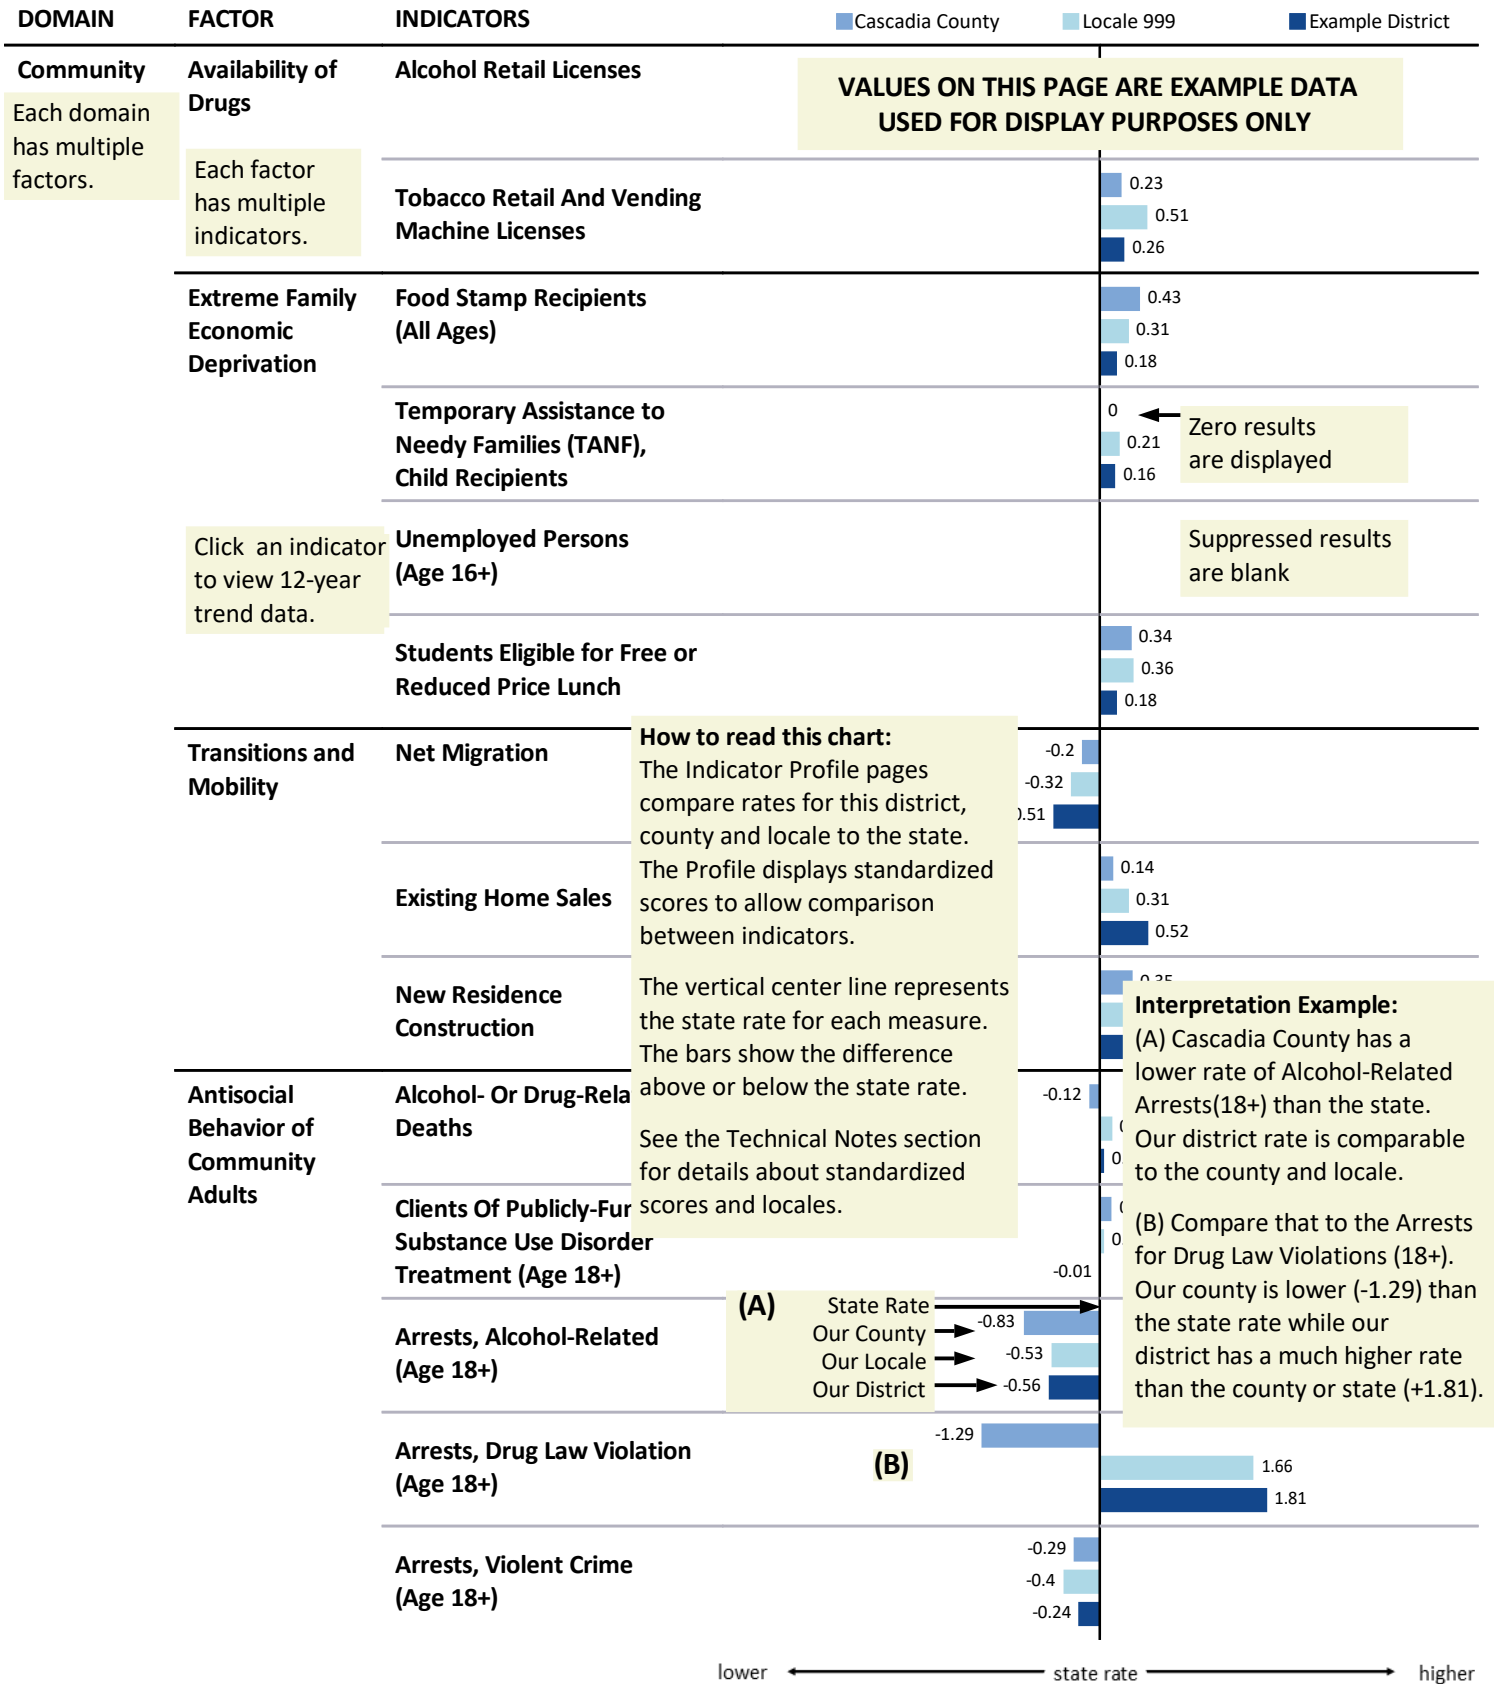 DOMAIN FACTOR INDICATORS Cascadia County Locale 999 Example District
Community
Each domain
has multiple
factors.
Availability of
Drugs
Each factor
has multiple
indicators.
Alcohol Retail Licenses
VALUES ON THIS PAGE ARE EXAMPLE DATA
USED FOR DISPLAY PURPOSES ONLY
Tobacco Retail And Vending
Machine Licenses
0.23
0.51
0.26
Extreme Family
Economic
Deprivation
Food Stamp Recipients
(All Ages)
0.43
0.31
0.18
Temporary Assistance to
Needy Families (TANF),
Child Recipients
0
0.21
0.16
Zero results
are displayed
Click an indicator
to view 12-year
trend data.
Unemployed Persons
(Age 16+)
Suppressed results
are blank
Students Eligible for Free or
Reduced Price Lunch
0.34
0.36
0.18
Transitions and
Mobility
Net Migration
-0.2
-0.32
.51
How to read this chart:
The Indicator Profile pages
compare rates for this district,
county and locale to the state.
The Profile displays standardized
scores to allow comparison
between indicators.
The vertical center line represents
the state rate for each measure.
The bars show the difference
above or below the state rate.
See the Technical Notes section
for details about standardized
scores and locales.
Existing Home Sales
0.14
0.31
0.52
New Residence
Construction
Interpretation Example:
(A) Cascadia County has a
lower rate of Alcohol-Related
Arrests(18+) than the state.
Our district rate is comparable
to the county and locale.
(B) Compare that to the Arrests
for Drug Law Violations (18+).
Our county is lower (-1.29) than
the state rate while our
district has a much higher rate
than the county or state (+1.81).
Antisocial
Behavior of
Community
Adults
Alcohol- Or Drug-Rela
Deaths
-0.12
0.
Clients Of Publicly-Fun
Substance Use Disorder
Treatment (Age 18+)
0.
-0.01
Arrests, Alcohol-Related
(Age 18+)
(A)
State Rate
Our County
Our Locale
Our District
-0.83
-0.53
-0.56
Arrests, Drug Law Violation
(Age 18+)
(B)
-1.29
1.66
1.81
Arrests, Violent Crime
(Age 18+)
-0.29
-0.4
-0.24
lower state rate higher